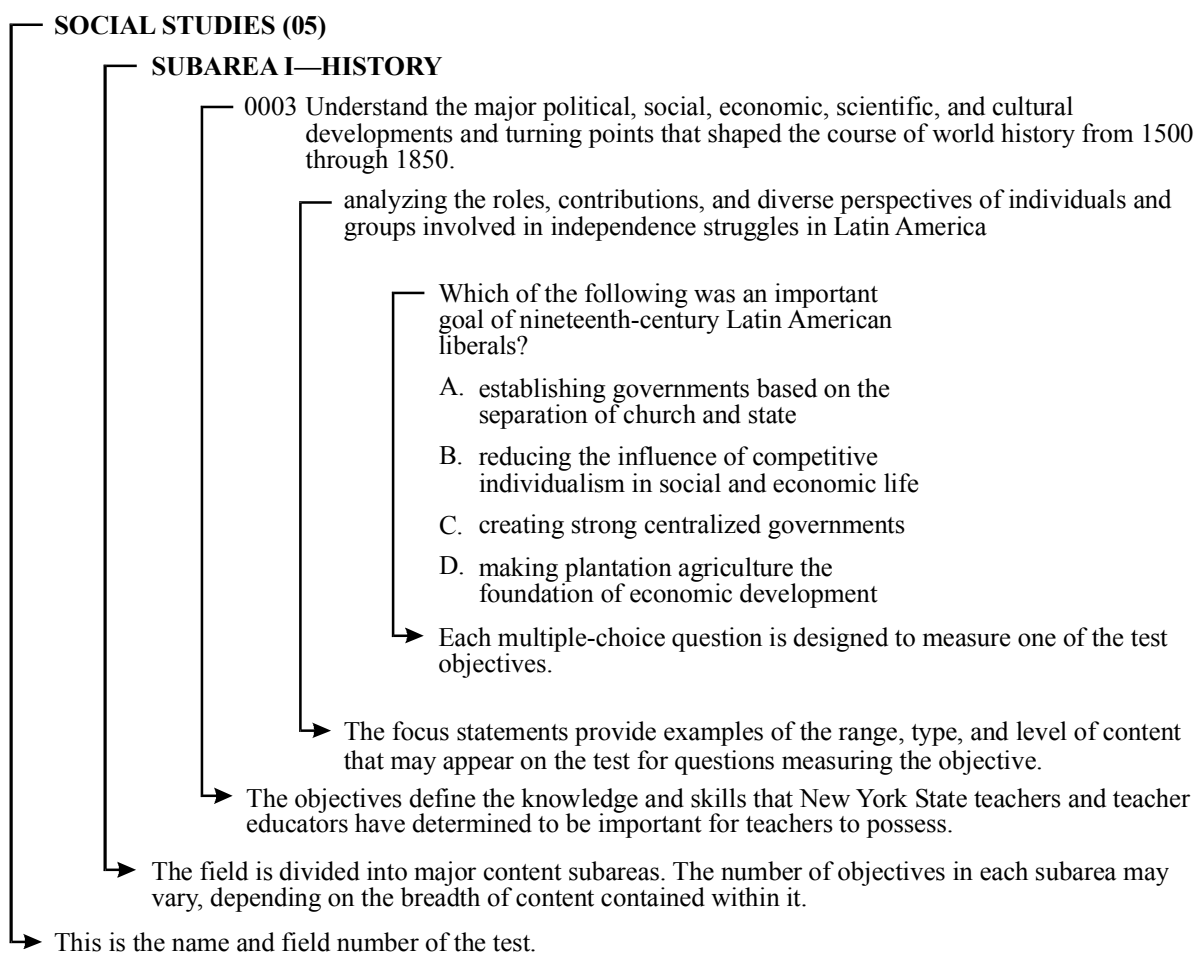 SOCIAL STUDIES (05)
SUBAREA I—HISTORY
0003 Understand the major political, social, economic, scientific, and cultural
developments and turning points that shaped the course of world history from 1500
through 1850.
analyzing the roles, contributions, and diverse perspectives of individuals and
groups involved in independence struggles in Latin America
Which of the following was an important
goal of nineteenth-century Latin American
liberals?
A. establishing governments based on the
separation of church and state
B. reducing the influence of competitive
individualism in social and economic life
C. creating strong centralized governments
D. making plantation agriculture the
foundation of economic development
Each multiple-choice question is designed to measure one of the test
objectives.
The focus statements provide examples of the range, type, and level of content
that may appear on the test for questions measuring the objective.
The objectives define the knowledge and skills that New York State teachers and teacher
educators have determined to be important for teachers to possess.
The field is divided into major content subareas. The number of objectives in each subarea may
vary, depending on the breadth of content contained within it.
This is the name and field number of the test.